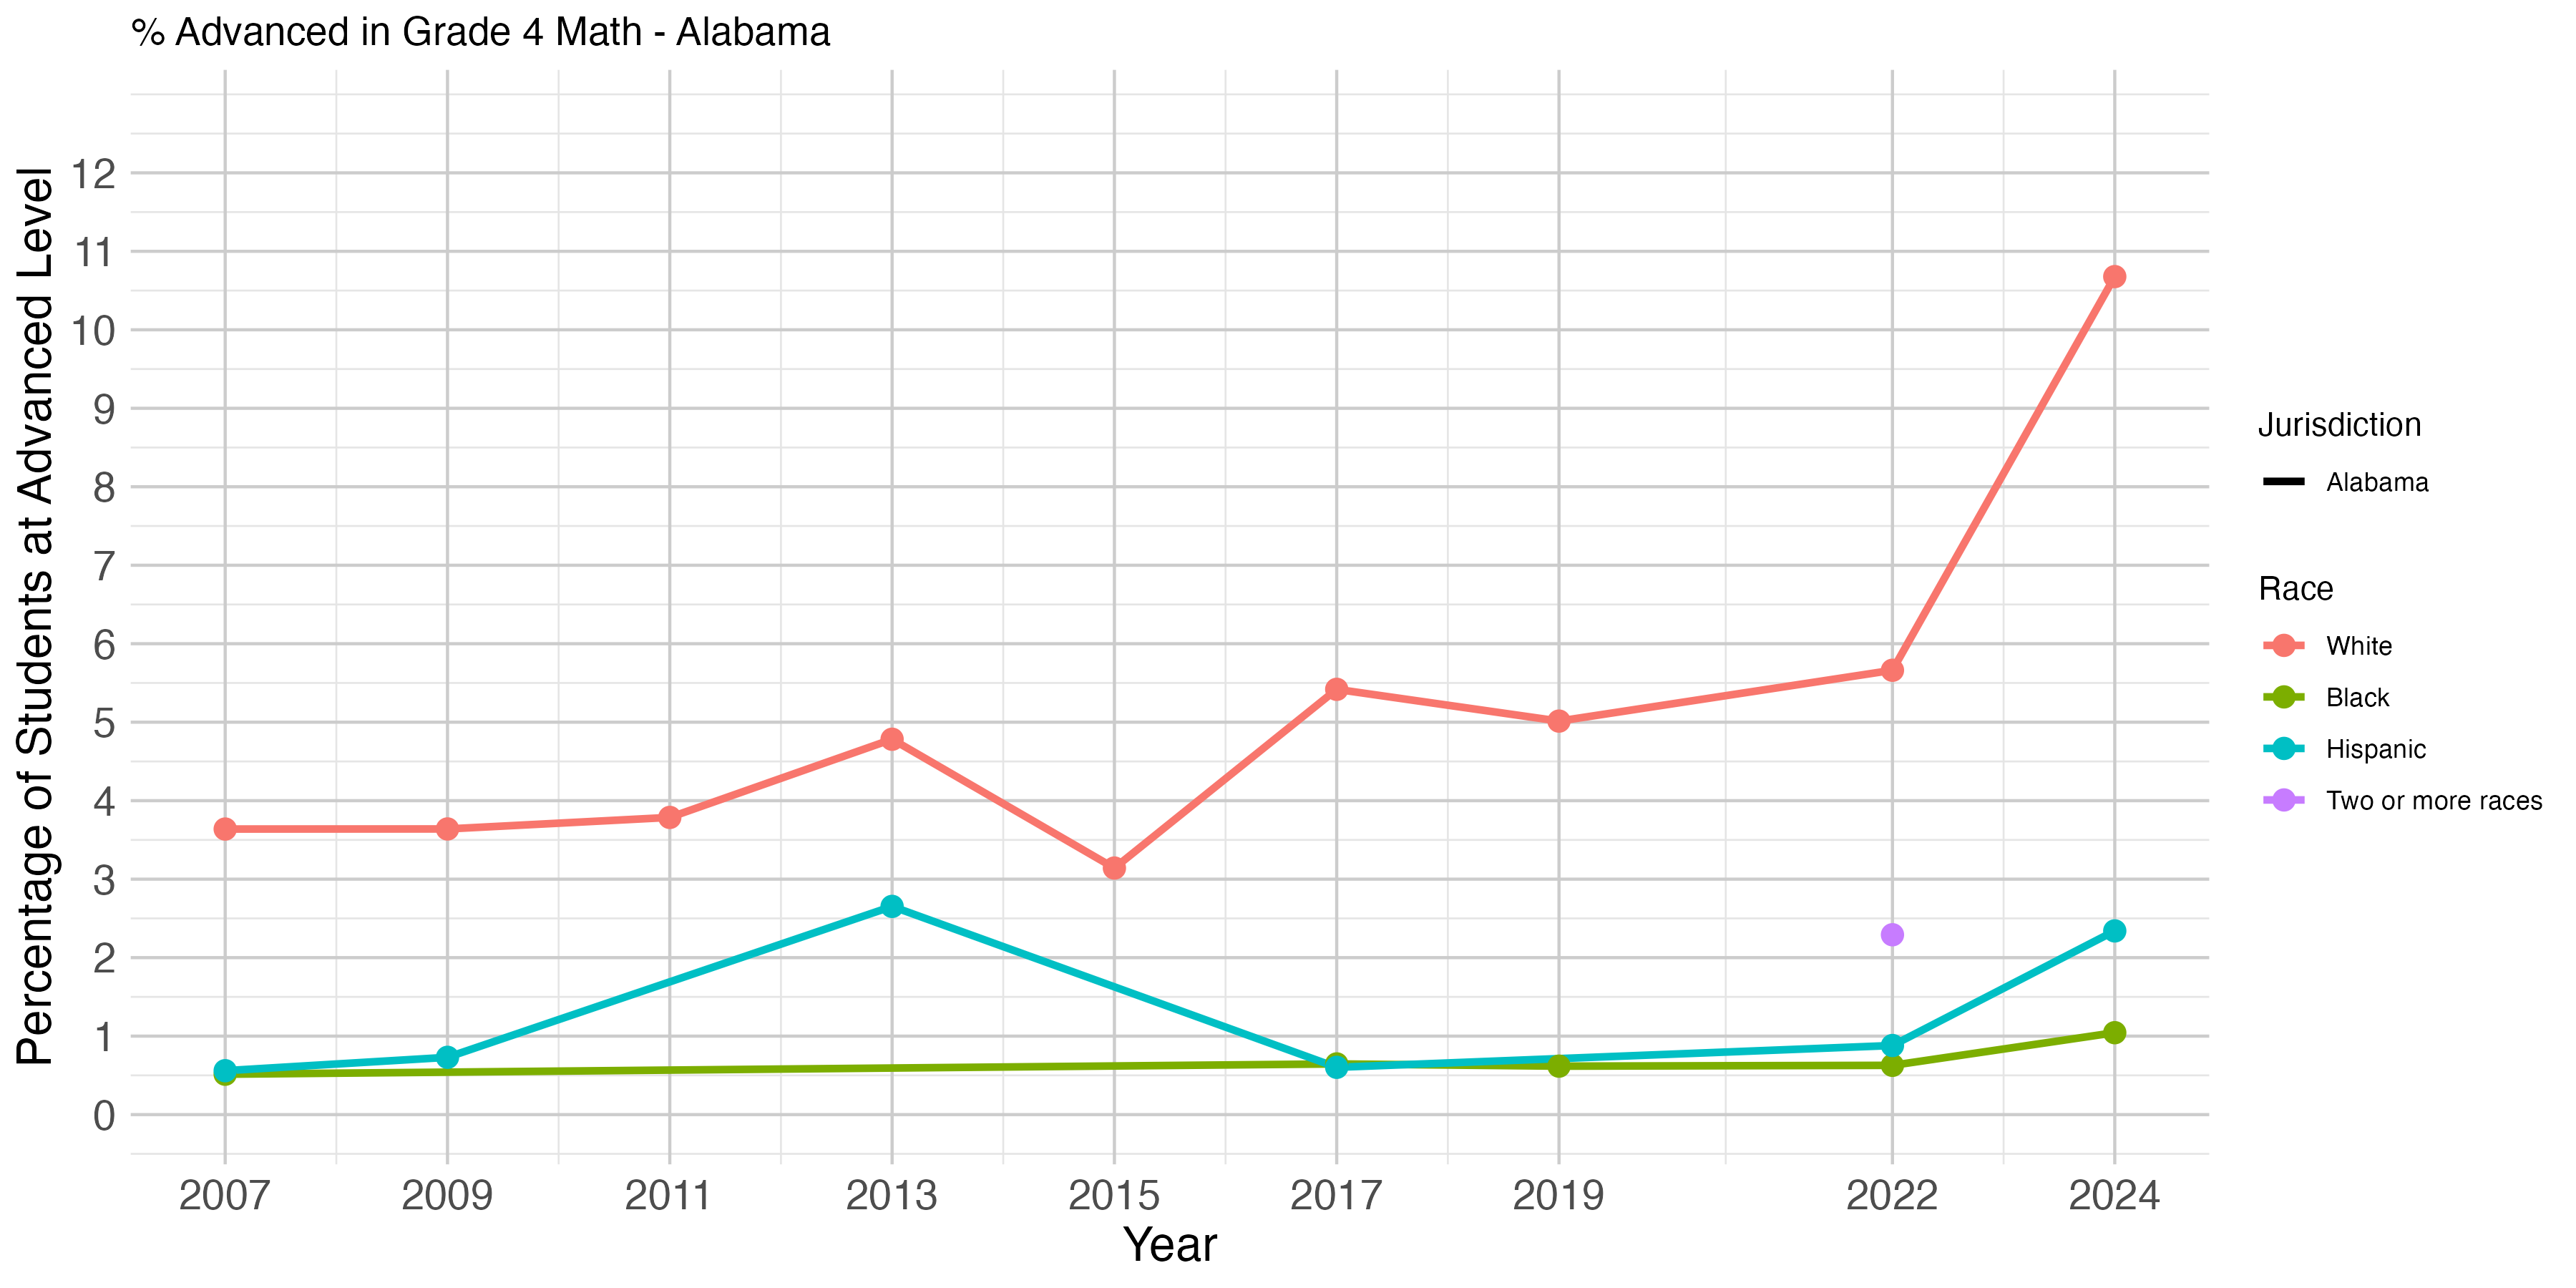 % Advanced in Grade 4 Math - Alabama
Percentage of Students at Advanced Level
12
11
10
9
8
7
6
5
4
3
2
1
0
2007 2009 2011 2013 2015 2017 2019 2022 2024
Year
Jurisdiction
Alabama
Race
White
Black
Hispanic
Two or more races